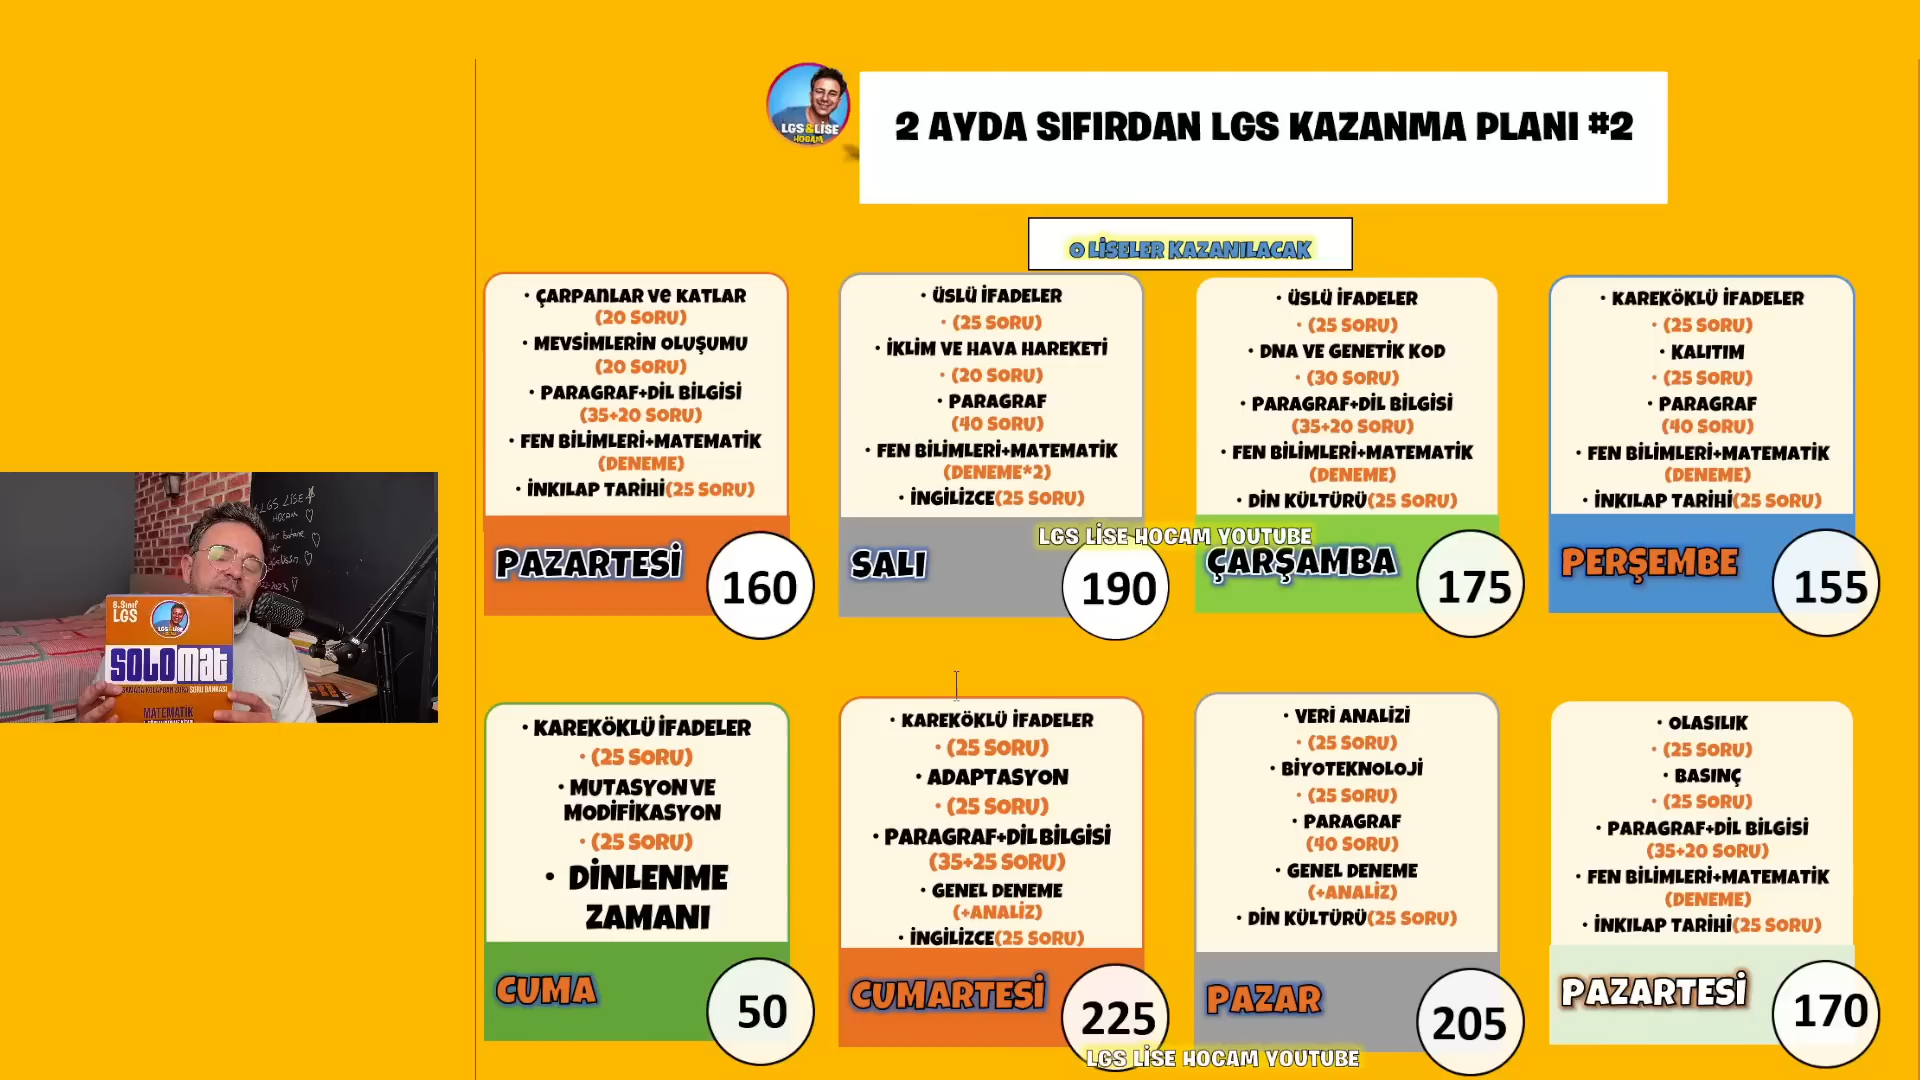 LGS&LİSE
HOCAM
2 AYDA SIFIRDAN LGS KAZANMA PLANI #2
O LİSELER KAZANILACAK
• ÇARPANLAR VE KATLAR
(20 SORU)
• MEVSİMLERİN OLUŞUMU
(20 SORU)
• PARAGRAF+DİL BİLGİSİ
(35+20 SORU)
• FEN BİLİMLERİ+MATEMATİK
(DENEME)
• İNKILAP TARİHİ(25 SORU)
PAZARTESİ
160
• ÜSLÜ İFADELER
• (25 SORU)
• İKLİM VE HAVA HAREKETİ
• (20 SORU)
• PARAGRAF
(40 SORU)
• FEN BİLİMLERİ+MATEMATİK
(DENEME*2)
• İNGİLİZCE(25 SORU)
SALI
190
• ÜSLÜ İFADELER
• (25 SORU)
• DNA VE GENETİK KOD
• (30 SORU)
• PARAGRAF+DİL BİLGİSİ
(35+20 SORU)
• FEN BİLİMLERİ+MATEMATİK
(DENEME)
• DİN KÜLTÜRÜ(25 SORU)
LGS LİSE HOCAM YOUTUBE
ÇARŞAMBA
175
• KAREKÖKLÜ İFADELER
• (25 SORU)
• KALITIM
• (25 SORU)
• PARAGRAF
(40 SORU)
• FEN BİLİMLERİ+MATEMATİK
(DENEME)
• İNKILAP TARİHİ(25 SORU)
PERŞEMBE
155
LGS LİSE
HOCAM
8.Sınıf
LGS
SOLOMAT
SORU BANKASI
MATEMATİK
• KAREKÖKLÜ İFADELER
• (25 SORU)
• MUTASYON VE
MODİFİKASYON
• (25 SORU)
• DİNLENME
ZAMANI
CUMA
50
• KAREKÖKLÜ İFADELER
• (25 SORU)
• ADAPTASYON
• (25 SORU)
• PARAGRAF+DİL BİLGİSİ
(35+25 SORU)
• GENEL DENEME
(+ANALİZ)
• İNGİLİZCE(25 SORU)
CUMARTESİ
225
• VERİ ANALİZİ
• (25 SORU)
• BİYOTEKNOLOJİ
• (25 SORU)
• PARAGRAF
(40 SORU)
• GENEL DENEME
(+ANALİZ)
• DİN KÜLTÜRÜ(25 SORU)
PAZAR
205
• OLASILIK
• (25 SORU)
• BASINÇ
• (25 SORU)
• PARAGRAF+DİL BİLGİSİ
(35+20 SORU)
• FEN BİLİMLERİ+MATEMATİK
(DENEME)
• İNKILAP TARİHİ(25 SORU)
PAZARTESİ
170
LGS LİSE HOCAM YOUTUBE